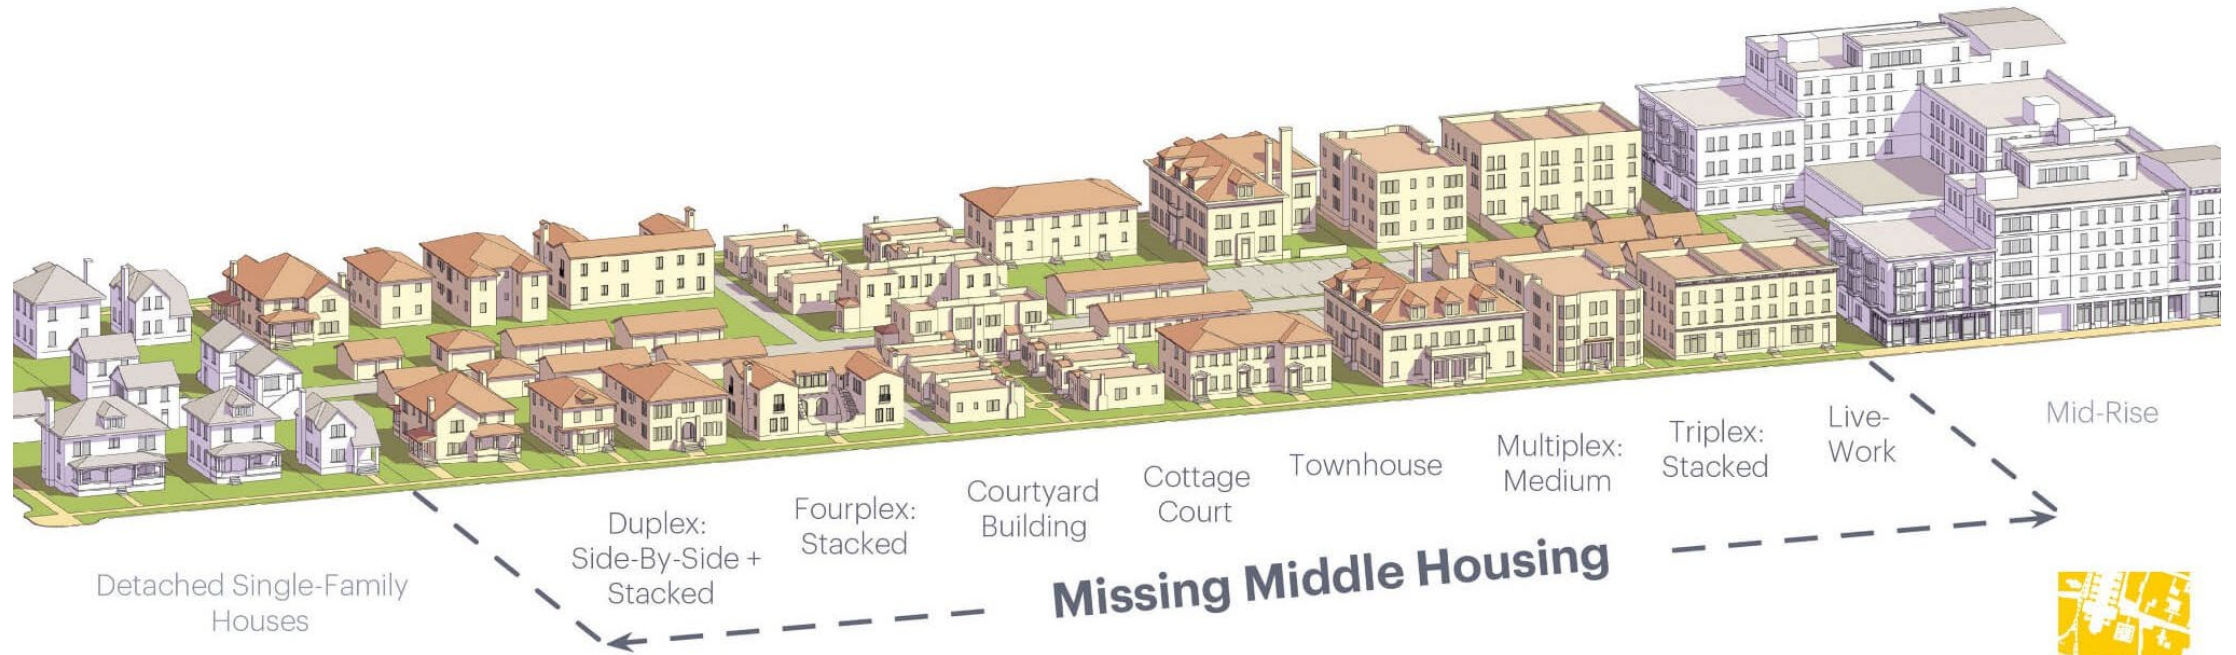 Detached Single-Family
Houses
Duplex:
Side-By-Side +
Stacked
Fourplex:
Stacked
Courtyard
Building
Cottage
Court
Townhouse
Multiplex:
Medium
Triplex:
Stacked
Live-
Work
Mid-Rise
Missing Middle Housing